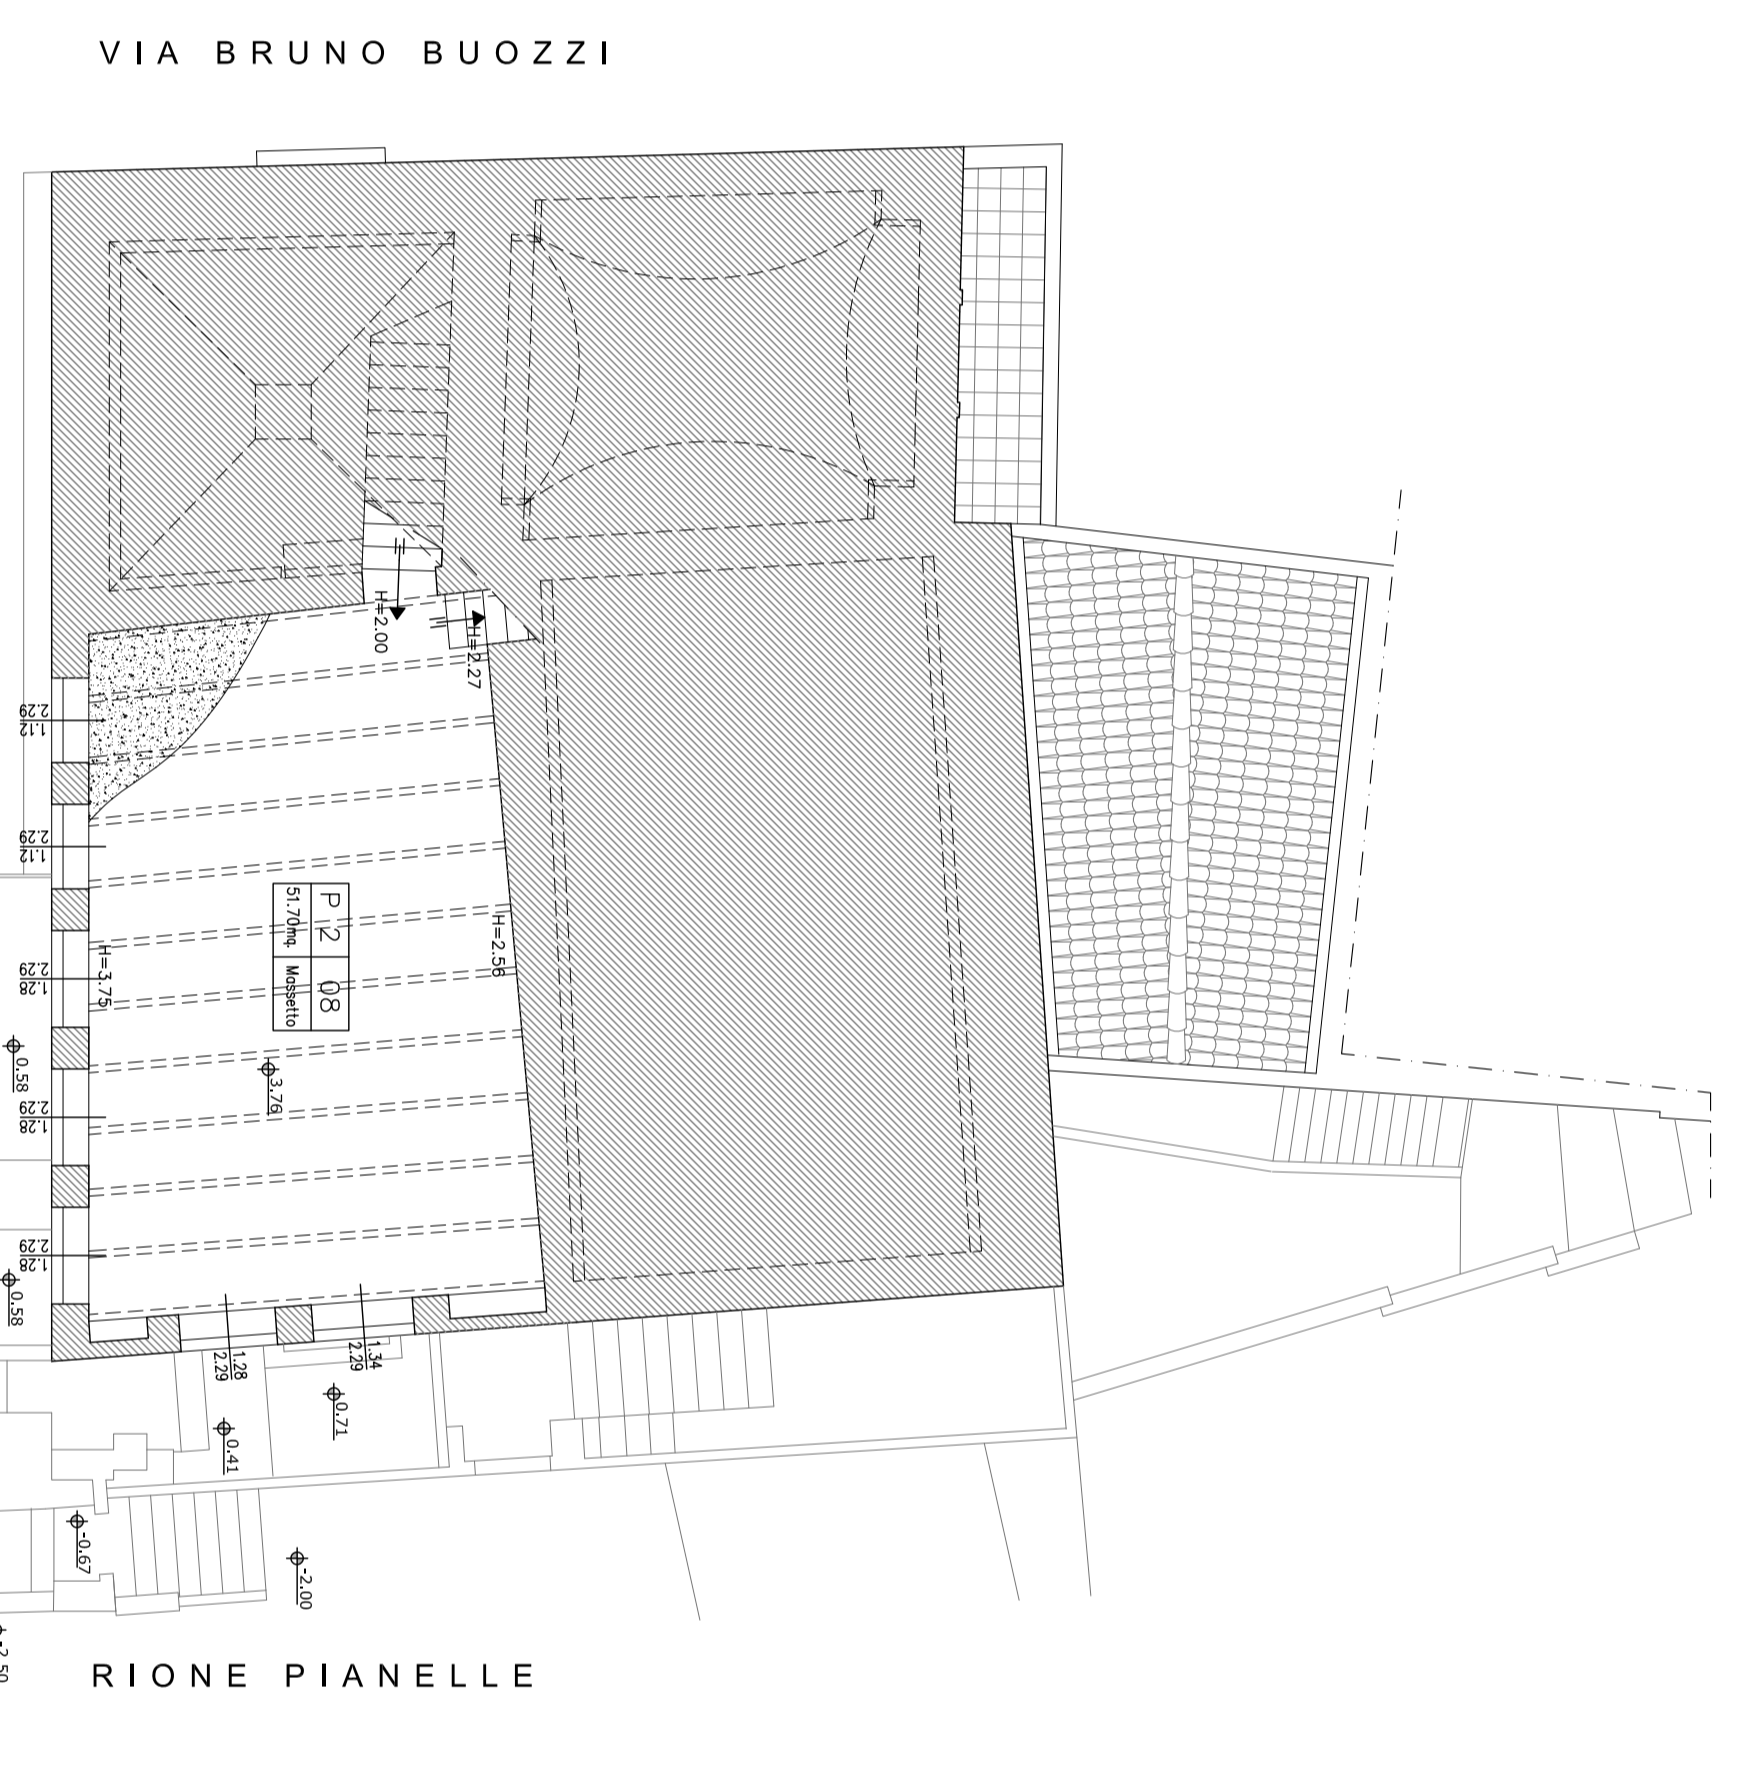 VIA BRUNO BUOZZI
H=2.00
H=2.27
2.29
1.12
2.29
1.12
P 2 08
51.70mq. Massetto
H=2.56
H=3.75
2.29
1.28
0.58
3.76
2.29
1.28
2.29
1.28
0.58
1.28
2.29
1.34
2.29
0.71
0.41
-0.67
-2.00
-2.50
RIONE PIANELLE